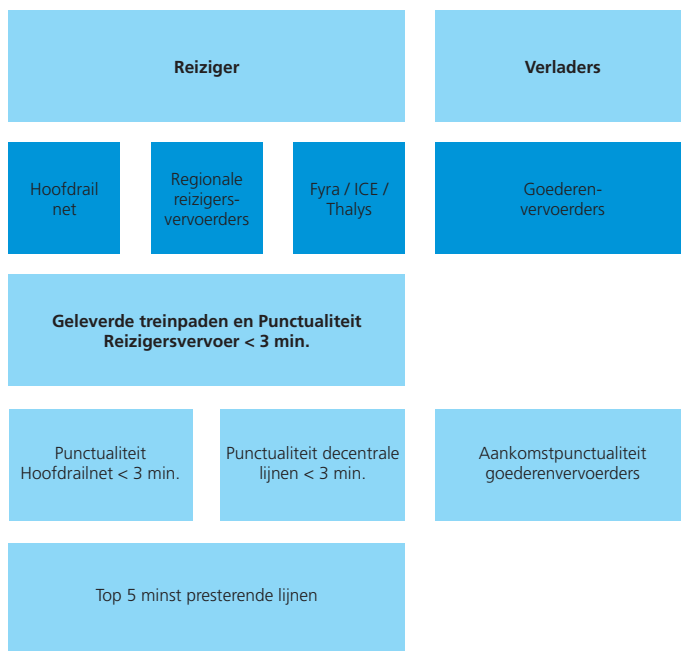 Reiziger
Verladers
Hoofdrail
net
Regionale
reizigers-
vervoerders
Fyra / ICE /
Thalys
Goederen-
vervoerders
Geleverde treinpaden en Punctualiteit
Reizigersvervoer < 3 min.
Punctualiteit
Hoofdrailnet < 3 min.
Punctualiteit decentrale
lijnen < 3 min.
Aankomstpunctualiteit
goederenvervoerders
Top 5 minst presterende lijnen